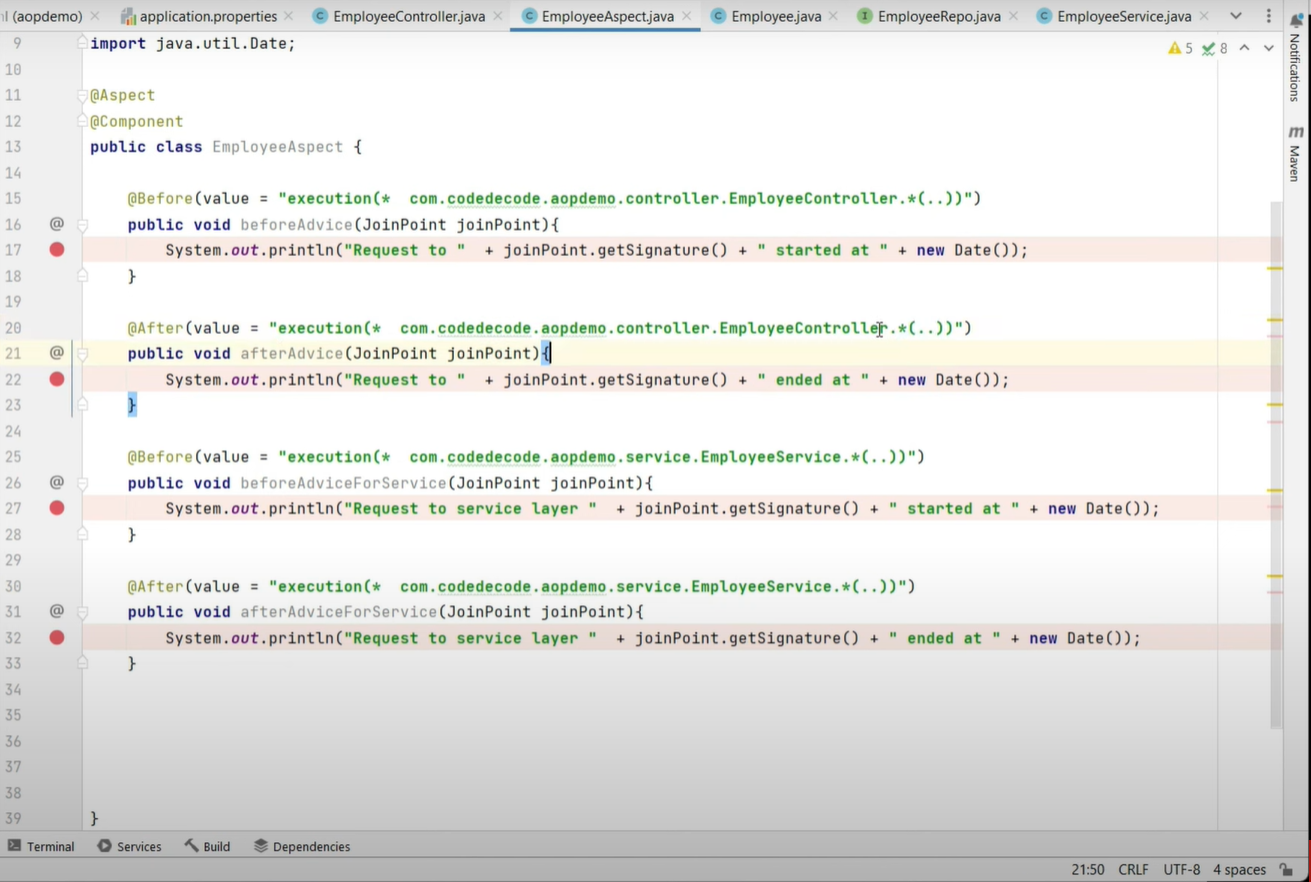 ıl (aopdemo) application.properties EmployeeController.java EmployeeAspect.java Employee.java EmployeeRepo.java EmployeeService.java
9 import java.util.Date;
5 8
10
11 @Aspect
12 @Component
13 public class EmployeeAspect {
14
15 @Before(value = "execution(*  com.codedecode.aopdemo.controller.EmployeeController.*(..))")
16 @ public void beforeAdvice(JoinPoint joinPoint){
17 System.out.println("Request to "  + joinPoint.getSignature() + " started at " + new Date());
18 }
19
20 @After(value = "execution(*  com.codedecode.aopdemo.controller.EmployeeController.*(..))")
21 @ public void afterAdvice(JoinPoint joinPoint){
22 System.out.println("Request to "  + joinPoint.getSignature() + " ended at " + new Date());
23 }
24
25 @Before(value = "execution(*  com.codedecode.aopdemo.service.EmployeeService.*(..))")
26 @ public void beforeAdviceForService(JoinPoint joinPoint){
27 System.out.println("Request to service layer "  + joinPoint.getSignature() + " started at " + new Date());
28 }
29
30 @After(value = "execution(*  com.codedecode.aopdemo.service.EmployeeService.*(..))")
31 @ public void afterAdviceForService(JoinPoint joinPoint){
32 System.out.println("Request to service layer "  + joinPoint.getSignature() + " ended at " + new Date());
33 }
34
35
36
37
38
39 }
Notifications
m Maven
Terminal Services Build Dependencies
21:50 CRLF UTF-8 4 spaces